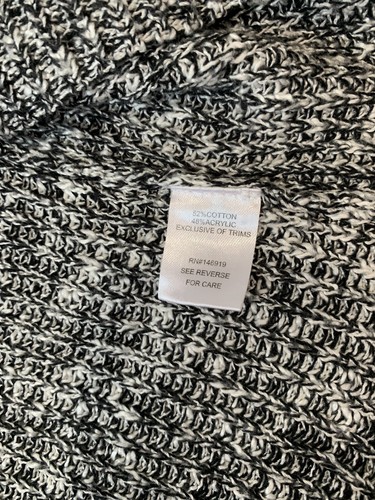 52%COTTON
48%ACRYLIC
EXCLUSIVE OF TRIMS
RN#146919
SEE REVERSE
FOR CARE